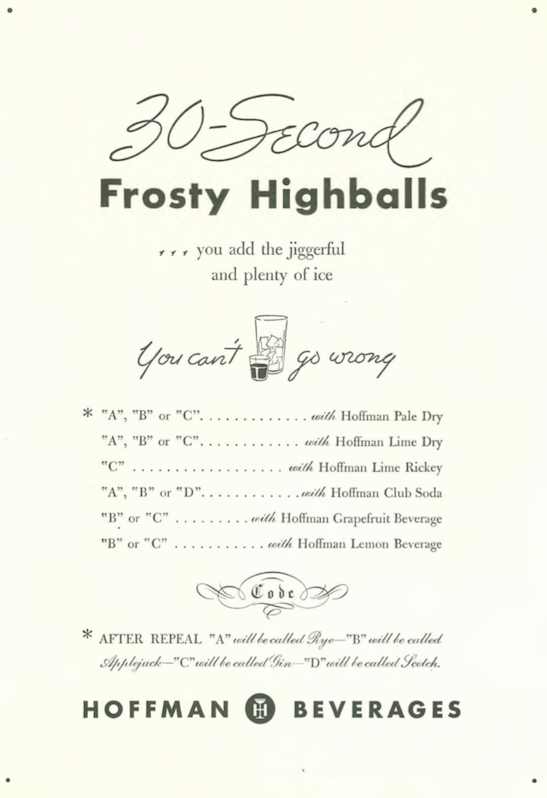 30-Second
Frosty Highballs
, , , you add the jiggerful
and plenty of ice
You can't go wrong
* "A", "B" or "C". . . . . . . . . . . . . with Hoffman Pale Dry
"A", "B" or "C". . . . . . . . . . . . with Hoffman Lime Dry
"C" . . . . . . . . . . . . . . . . . . with Hoffman Lime Rickey
"A", "B" or "D". . . . . . . . . . . .with Hoffman Club Soda
"B" or "C" . . . . . . . . .with Hoffman Grapefruit Beverage
"B" or "C" . . . . . . . . . . . with Hoffman Lemon Beverage
Code
* AFTER REPEAL "A" will be called Rye—"B" will be called
Applejack—"C" will be called Gin—"D" will be called Scotch.
HOFFMAN H BEVERAGES